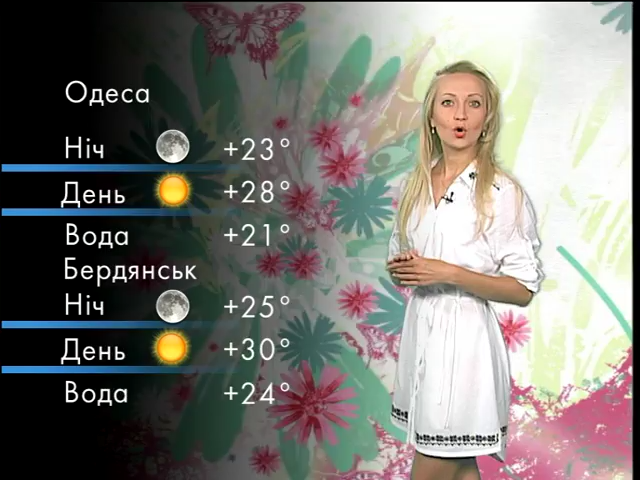 Одеса
Ніч +23°
День +28°
Вода +21°
Бердянськ
Ніч +25°
День +30°
Вода +24°